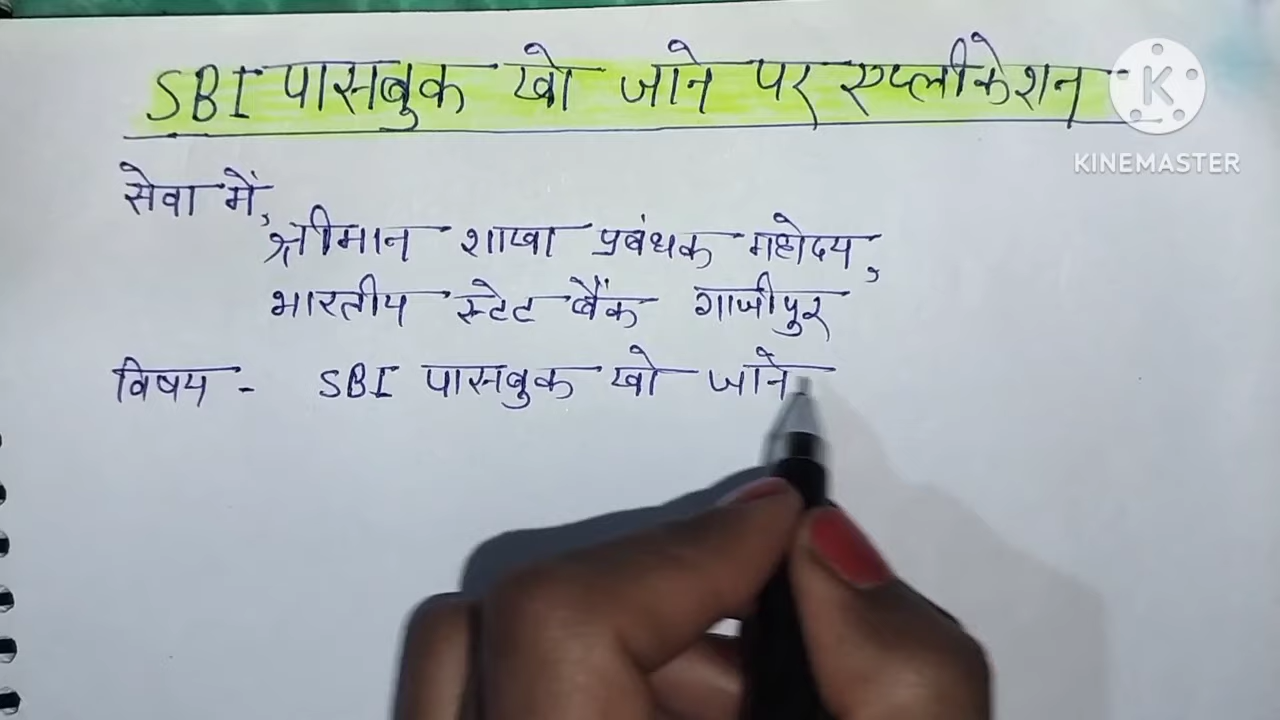 SBI पासबुक खो जाने पर एप्लीकेशन
K
KINEMASTER
सेवा में,
श्रीमान शाखा प्रबंधक महोदय,
भारतीय स्टेट बैंक गाजीपुर
विषय - SBI पासबुक खो जाने